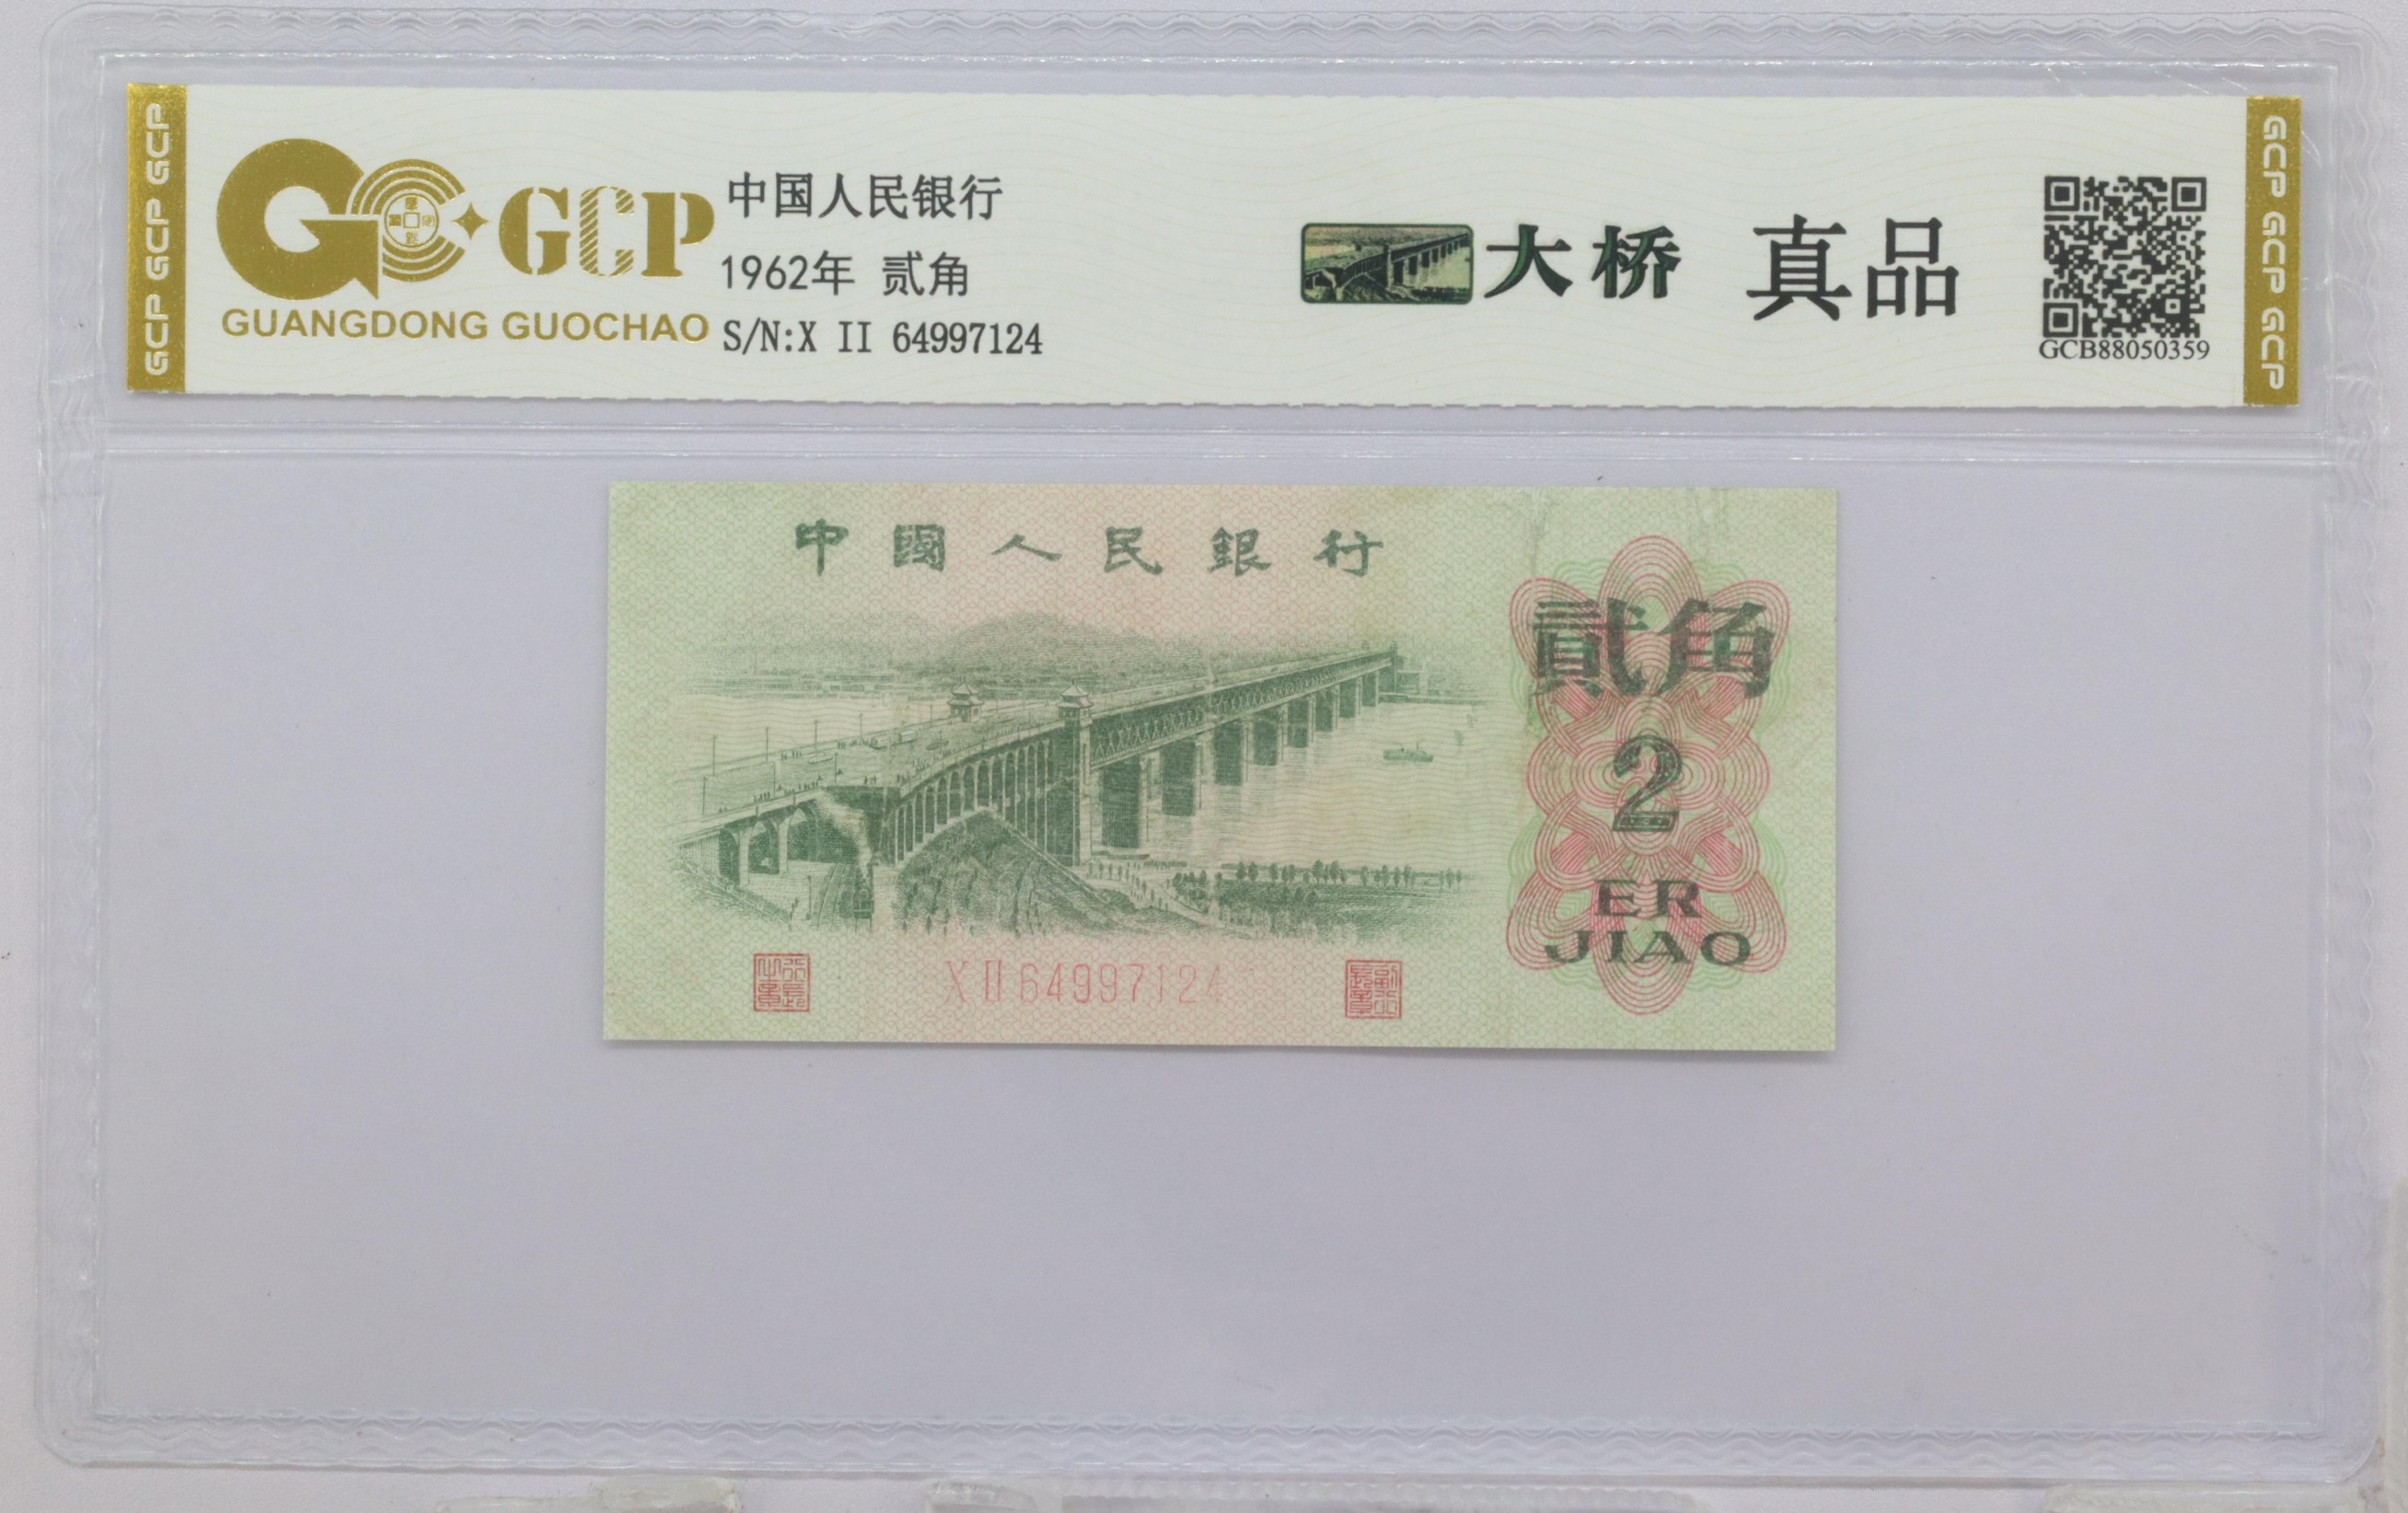 GCP GCP GCP
GCP
GUANGDONG GUOCHAO
中国人民银行
1962年 贰角
S/N:X II 64997124
大桥 真品
GCB88050359
GCP GCP GCP
中國人民銀行
貳角
2
ER
JIAO
X II 64997124